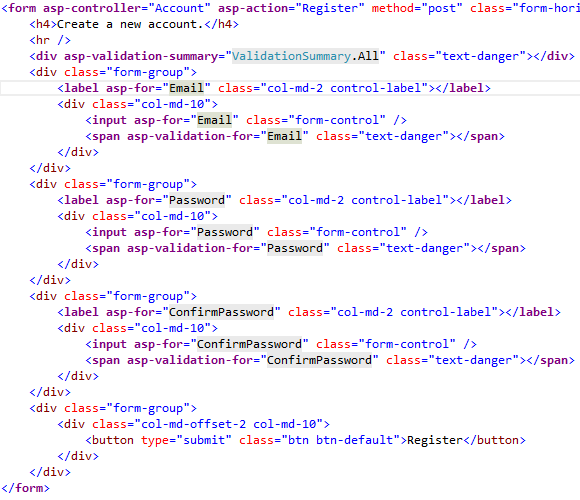 <form asp-controller="Account" asp-action="Register" method="post" class="form-hori
<h4>Create a new account.</h4>
<hr />
<div asp-validation-summary="ValidationSummary.All" class="text-danger"></div>
<div class="form-group">
<label asp-for="Email" class="col-md-2 control-label"></label>
<div class="col-md-10">
<input asp-for="Email" class="form-control" />
<span asp-validation-for="Email" class="text-danger"></span>
</div>
</div>
<div class="form-group">
<label asp-for="Password" class="col-md-2 control-label"></label>
<div class="col-md-10">
<input asp-for="Password" class="form-control" />
<span asp-validation-for="Password" class="text-danger"></span>
</div>
</div>
<div class="form-group">
<label asp-for="ConfirmPassword" class="col-md-2 control-label"></label>
<div class="col-md-10">
<input asp-for="ConfirmPassword" class="form-control" />
<span asp-validation-for="ConfirmPassword" class="text-danger"></span>
</div>
</div>
<div class="form-group">
<div class="col-md-offset-2 col-md-10">
<button type="submit" class="btn btn-default">Register</button>
</div>
</div>
</form>